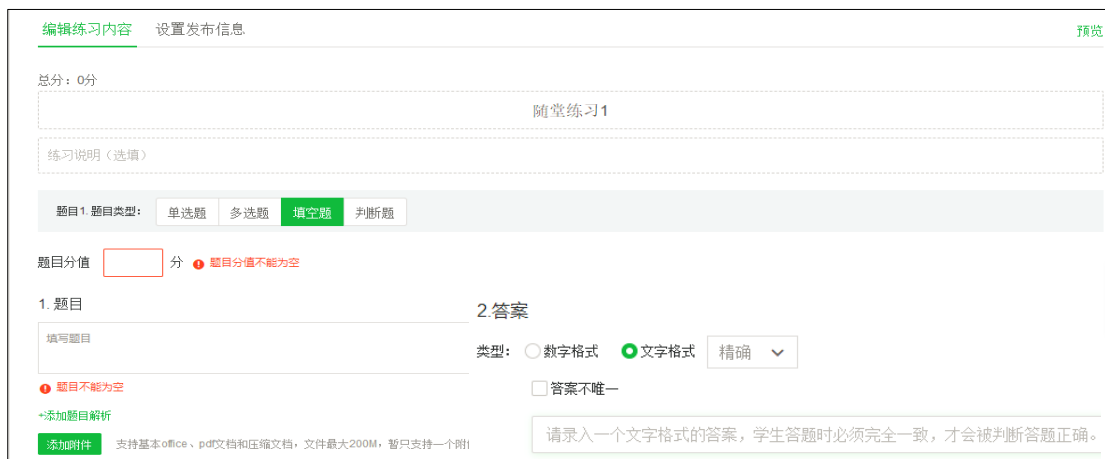 编辑练习内容 设置发布信息 预览
总分：0分
随堂练习1
练习说明（选填）
题目1.题目类型： 单选题 多选题 填空题 判断题
题目分值 分 题目分值不能为空
1. 题目
填写题目
题目不能为空
+添加题目解析
添加附件 支持基本office、pdf文档和压缩文档，文件最大200M，暂只支持一个附
2.答案
类型： 数字格式 文字格式 精确
答案不唯一
请录入一个文字格式的答案，学生答题时必须完全一致，才会被判断答题正确。